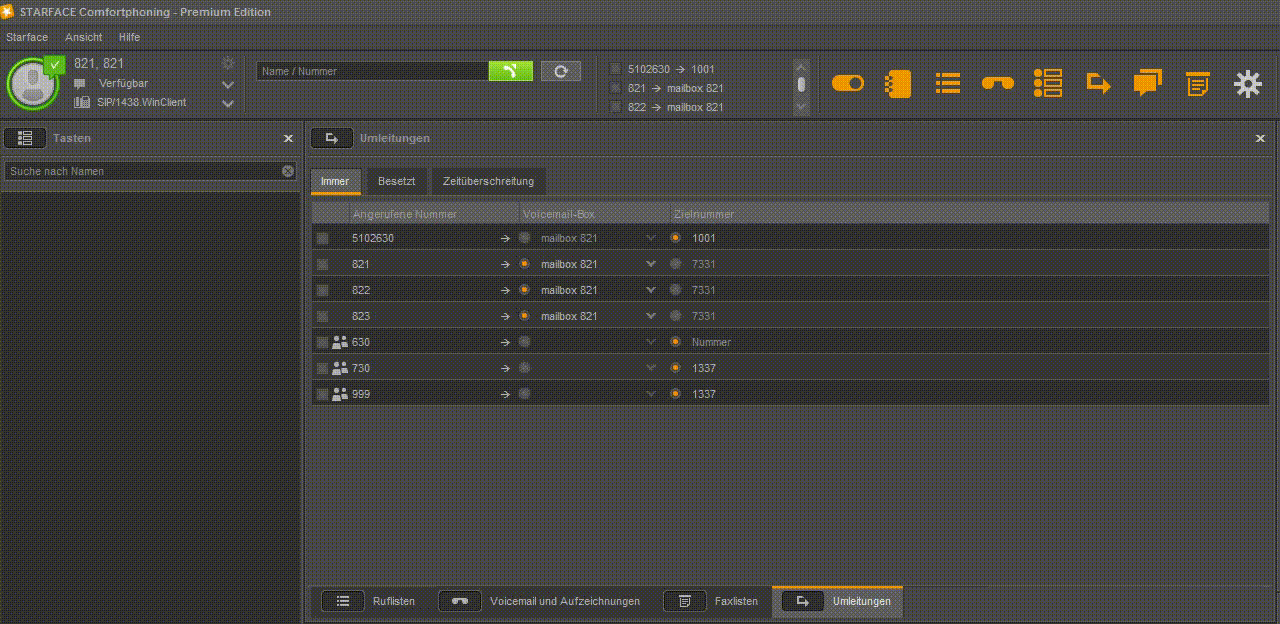 STARFACE Comfortphoning - Premium Edition
Starface Ansicht Hilfe
821, 821
Verfügbar
SIP/1438.WinClient
Name / Nummer
5102630 → 1001
821 → mailbox 821
822 → mailbox 821
Tasten
Suche nach Namen
Umleitungen
Immer Besetzt Zeitüberschreitung
Angerufene Nummer Voicemail-Box Zielnummer
5102630 → mailbox 821 1001
821 → mailbox 821 7331
822 → mailbox 821 7331
823 → mailbox 821 7331
630 → Nummer
730 → 1337
999 → 1337
Ruflisten Voicemail und Aufzeichnungen Faxlisten Umleitungen